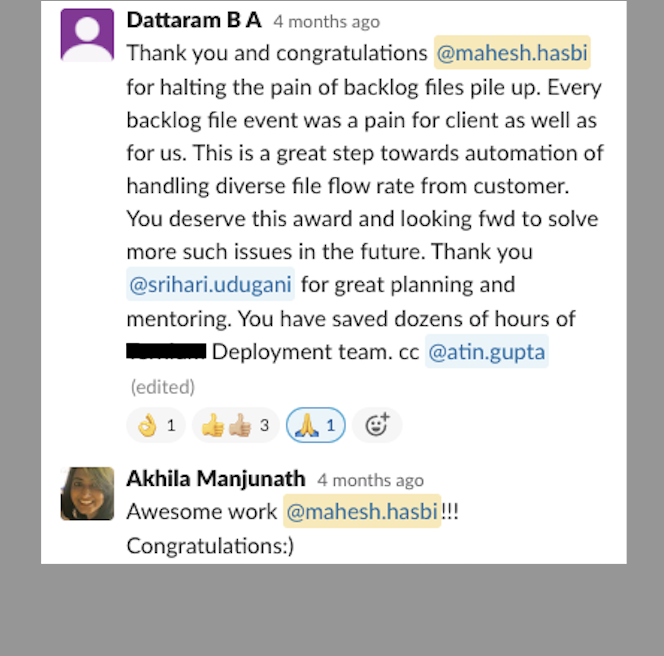 Dattaram B A 4 months ago
Thank you and congratulations @mahesh.hasbi
for halting the pain of backlog files pile up. Every
backlog file event was a pain for client as well as
for us. This is a great step towards automation of
handling diverse file flow rate from customer.
You deserve this award and looking fwd to solve
more such issues in the future. Thank you
@srihari.udugani for great planning and
mentoring. You have saved dozens of hours of
Deployment team. cc @atin.gupta
(edited)
1 3 1
Akhila Manjunath 4 months ago
Awesome work @mahesh.hasbi!!!
Congratulations:)